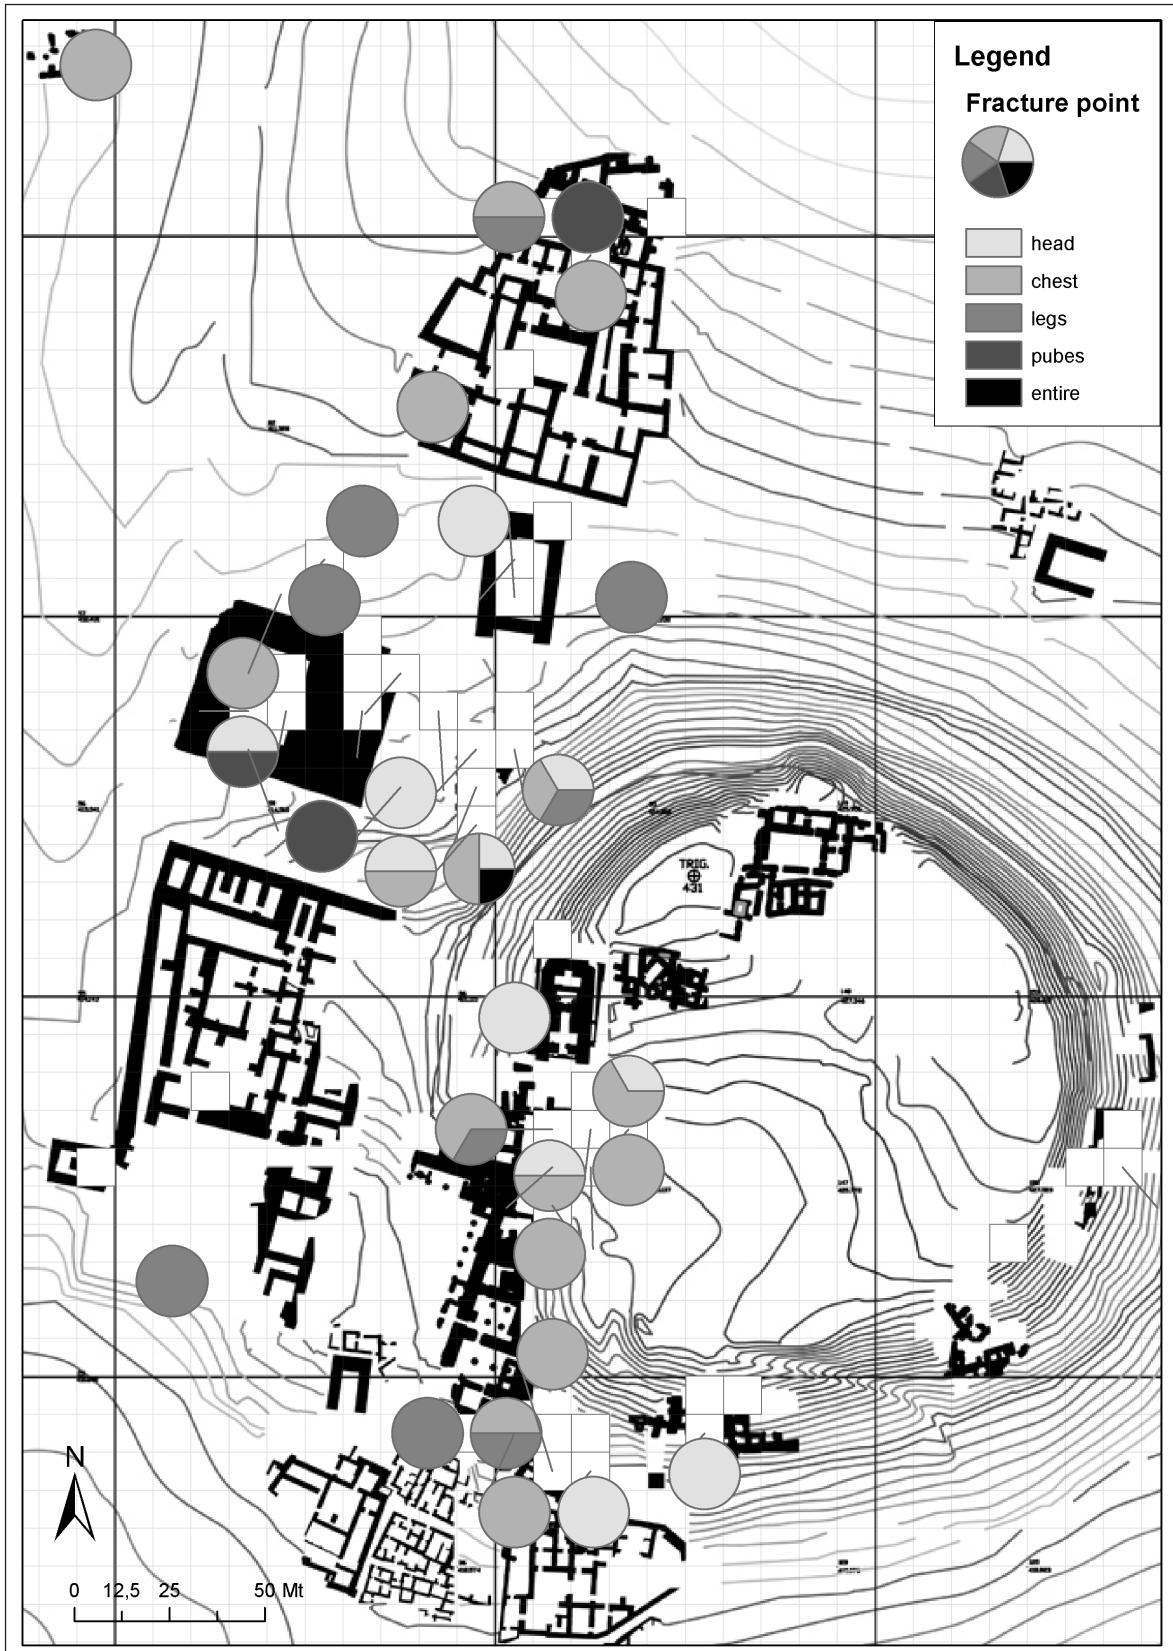 Legend
Fracture point
head
chest
legs
pubes
entire
TRIG.
431
N
0 12,5 25 50 Mt